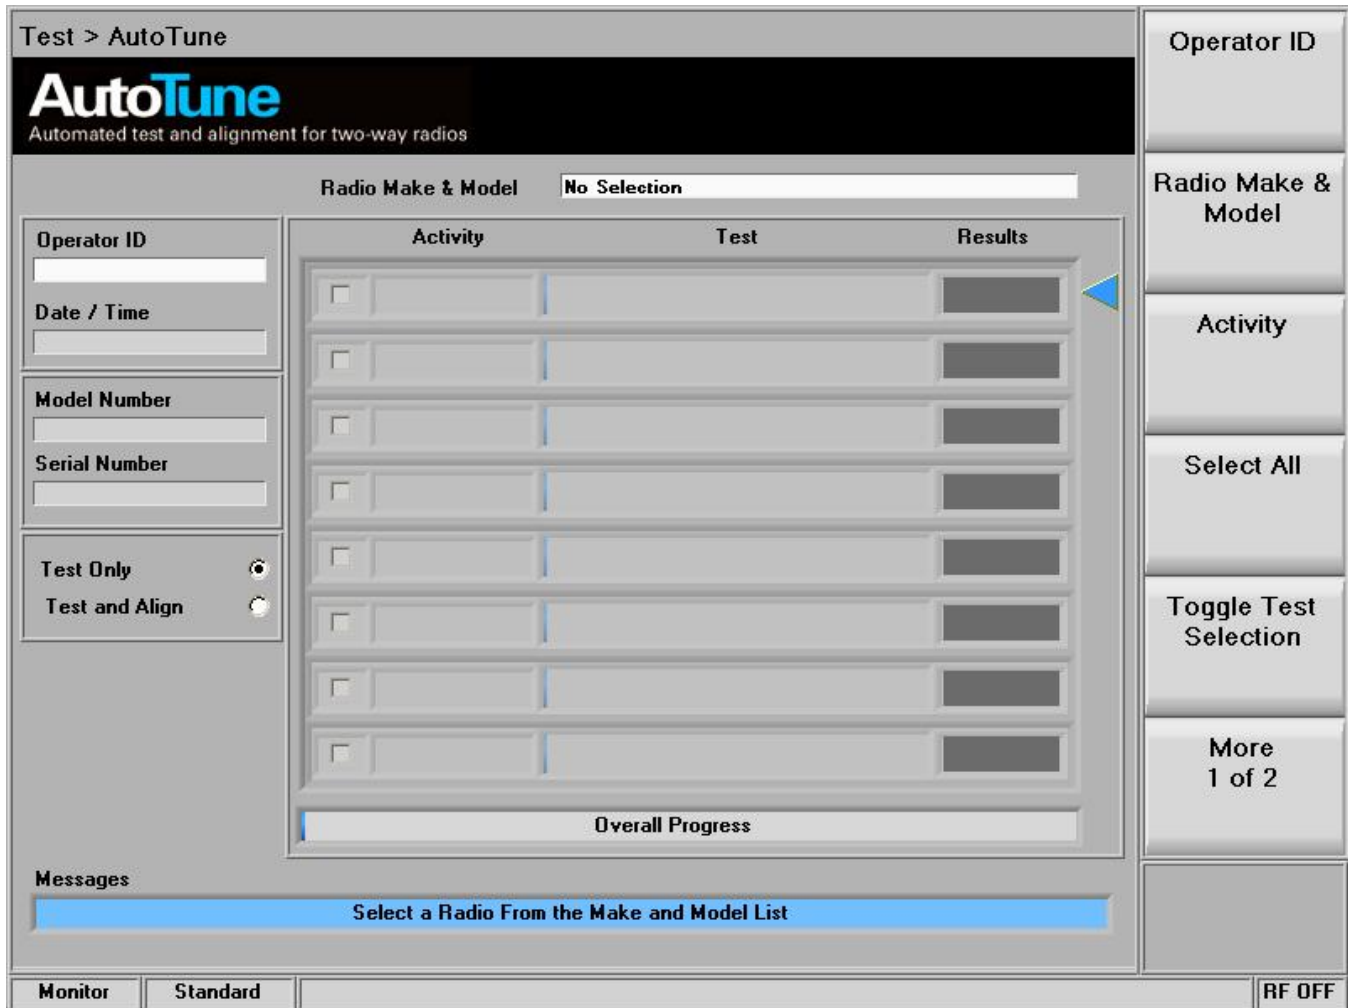 Test > AutoTune
AutoTune
Automated test and alignment for two-way radios
Radio Make & Model
No Selection
Operator ID
Date / Time
Model Number
Serial Number
Test Only
Test and Align
Activity
Test
Results
Overall Progress
Messages
Select a Radio From the Make and Model List
Monitor
Standard
RF OFF
Operator ID
Radio Make &
Model
Activity
Select All
Toggle Test
Selection
More
1 of 2